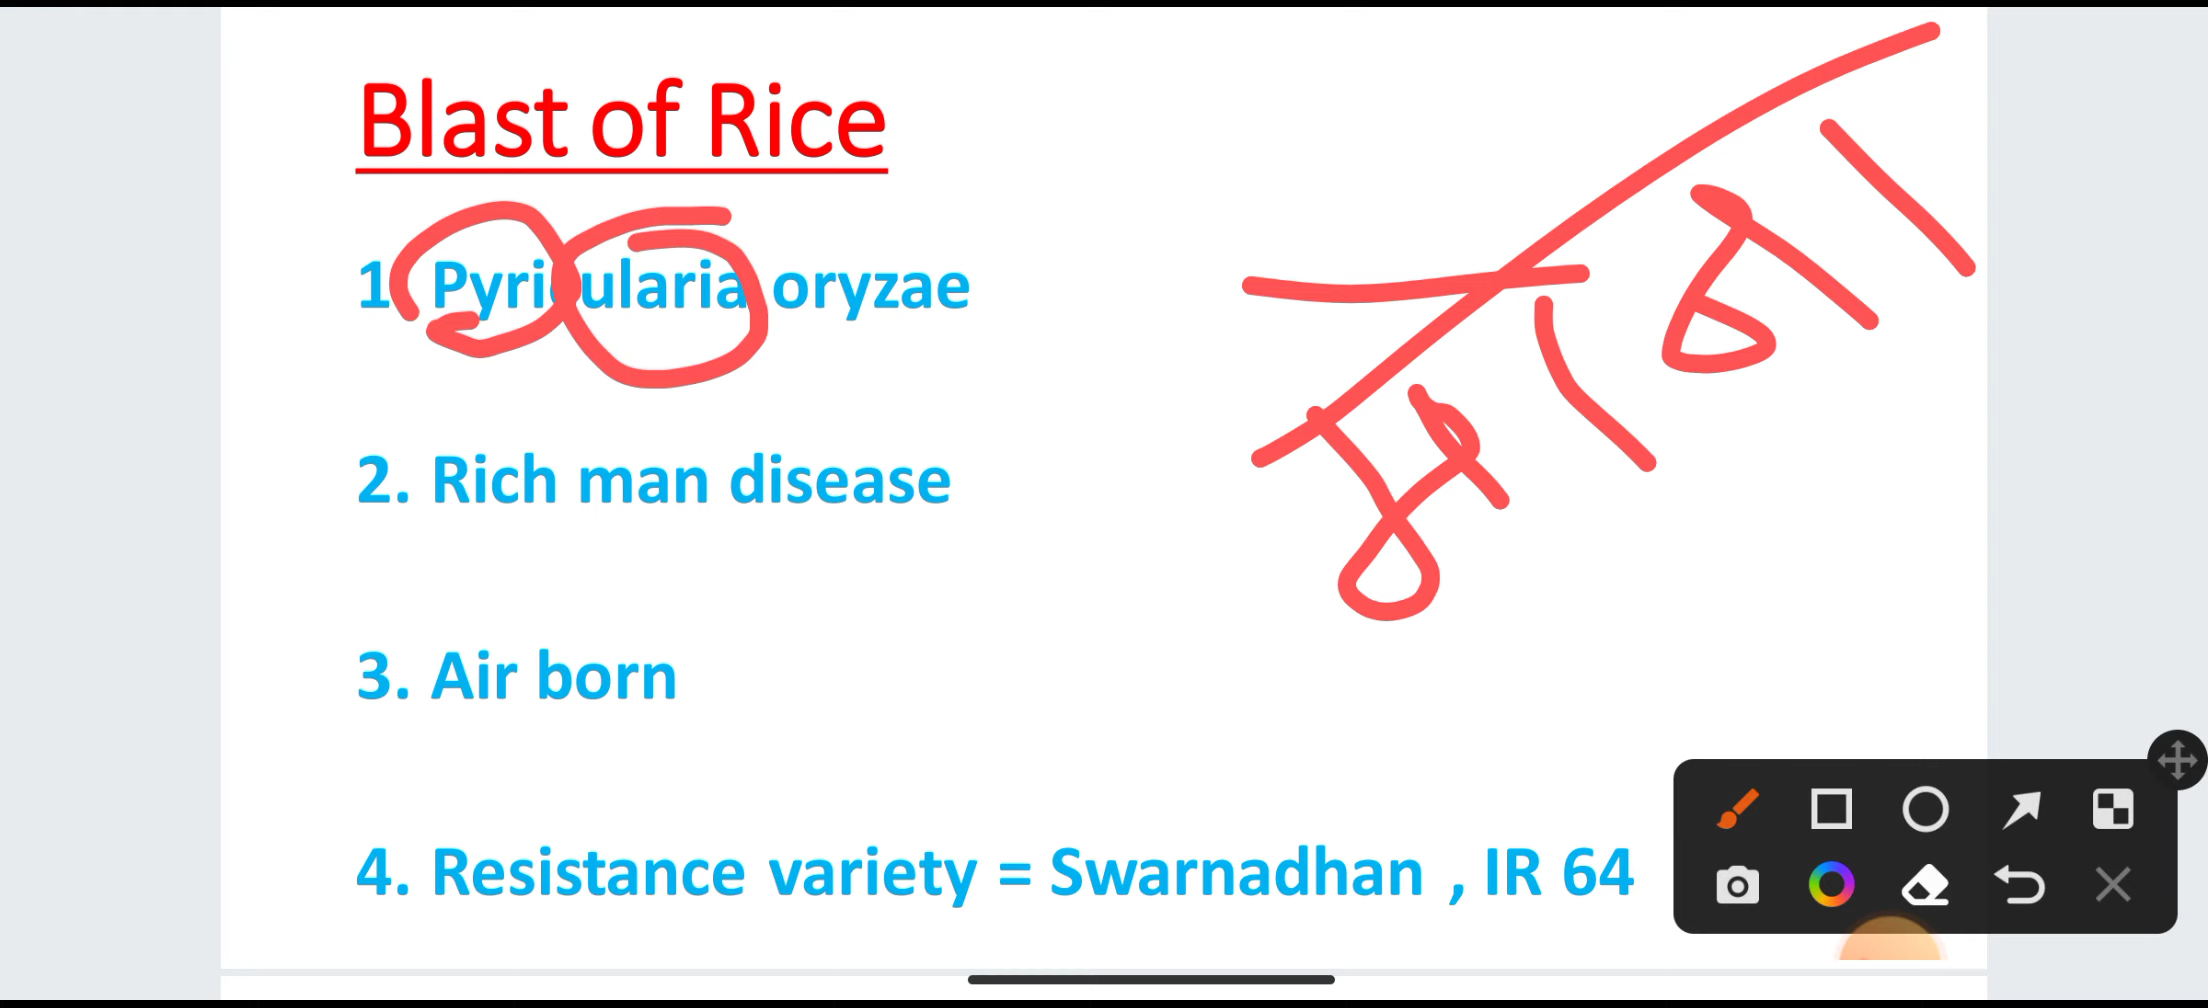 Blast of Rice
1. Pyricularia oryzae
2. Rich man disease
3. Air born
4. Resistance variety = Swarnadhan , IR 64